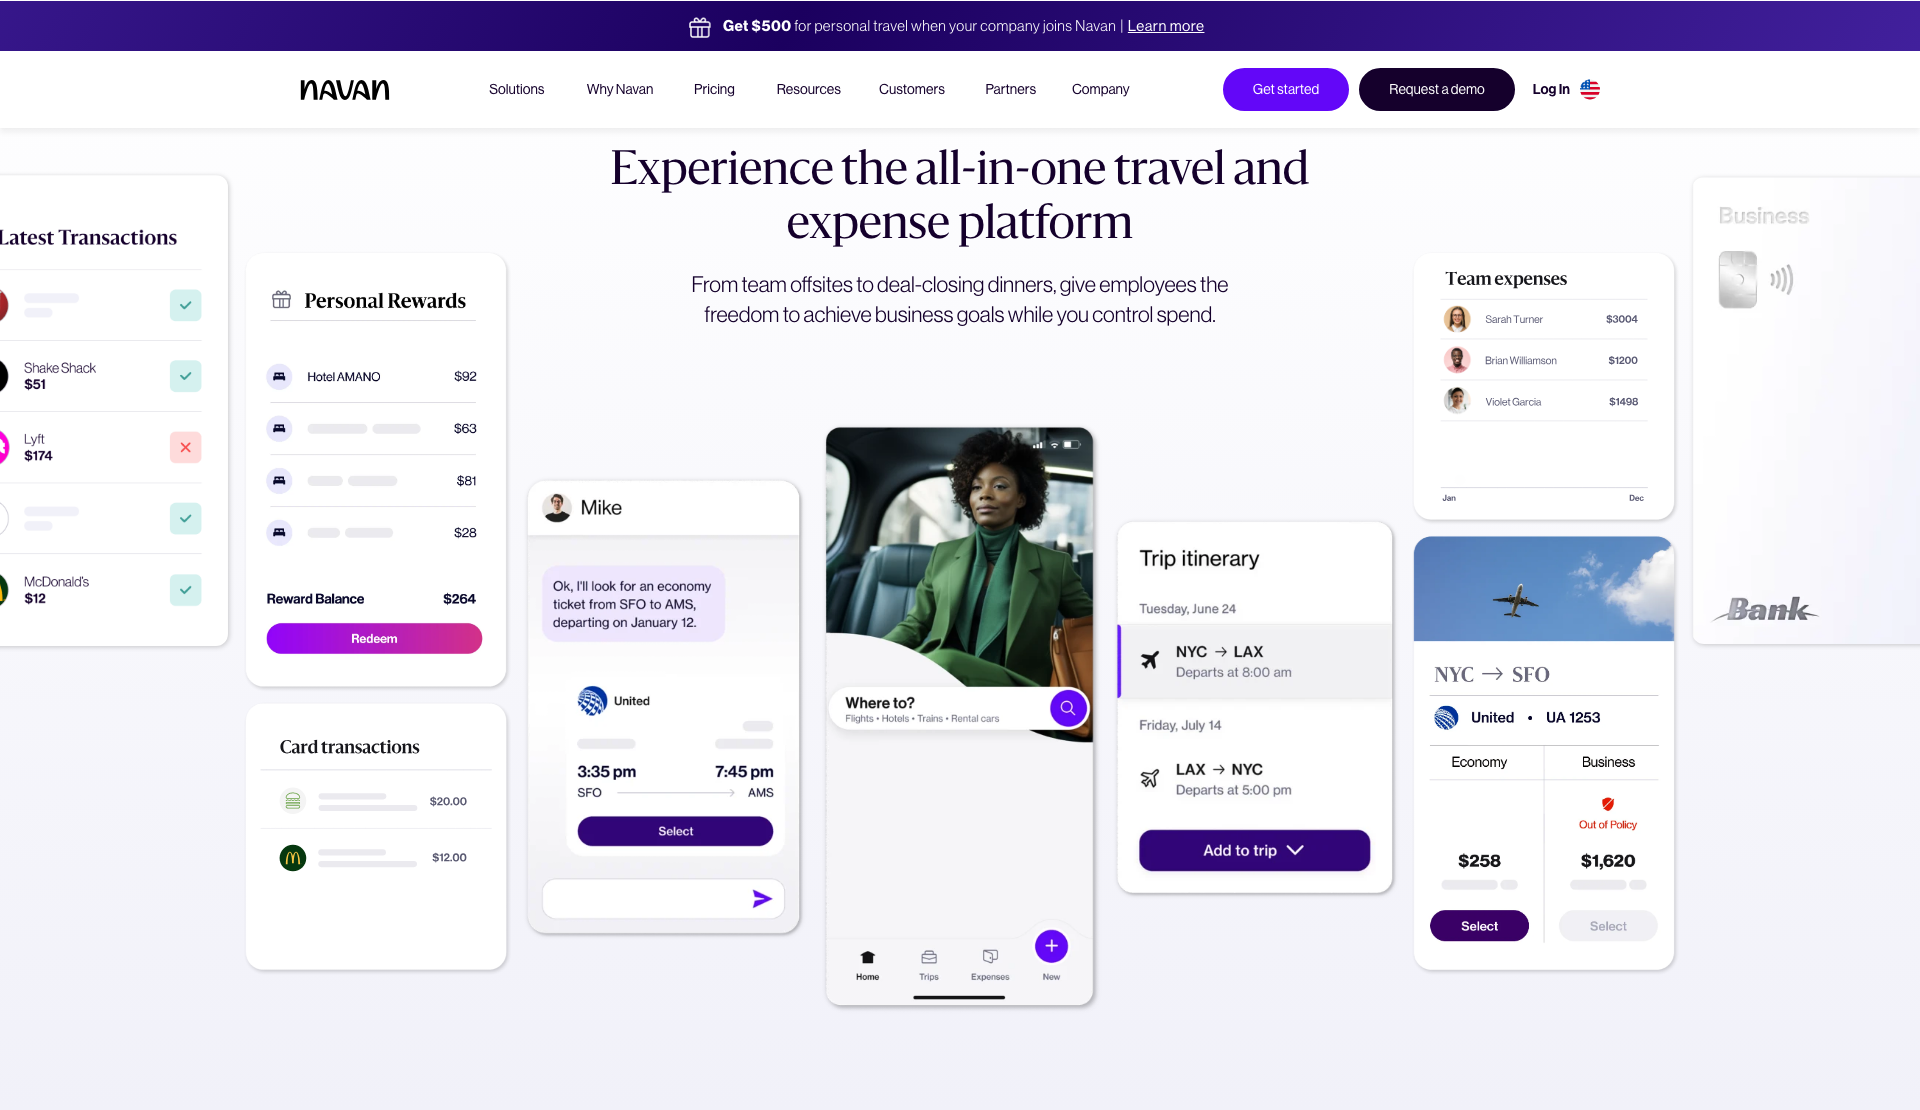 Get $500 for personal travel when your company joins Navan | Learn more
NAVAN
Solutions
Why Navan
Pricing
Resources
Customers
Partners
Company
Get started
Request a demo
Log In
Experience the all-in-one travel and
expense platform
From team offsites to deal-closing dinners, give employees the
freedom to achieve business goals while you control spend.
Latest Transactions
Shake Shack
$51
Lyft
$174
McDonald's
$12
Personal Rewards
Hotel AMANO $92
$63
$81
$28
Reward Balance $264
Redeem
Card transactions
$20.00
$12.00
Mike
Ok, I'll look for an economy
ticket from SFO to AMS,
departing on January 12.
United
3:35 pm 7:45 pm
SFO AMS
Select
Where to?
Flights • Hotels • Trains • Rental cars
Home
Trips
Expenses
New
Trip itinerary
Tuesday, June 24
NYC → LAX
Departs at 8:00 am
Friday, July 14
LAX → NYC
Departs at 5:00 pm
Add to trip
Team expenses
Sarah Turner $3004
Brian Williamson $1200
Violet Garcia $1498
Jan Dec
NYC → SFO
United • UA 1253
Economy Business
Out of Policy
$258 $1,620
Select Select
Business
Bank